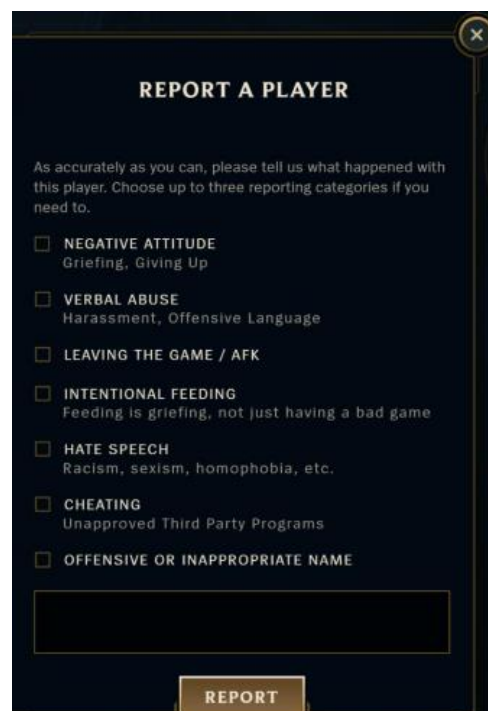 REPORT A PLAYER
As accurately as you can, please tell us what happened with
this player. Choose up to three reporting categories if you
need to.
NEGATIVE ATTITUDE
Griefing, Giving Up
VERBAL ABUSE
Harassment, Offensive Language
LEAVING THE GAME / AFK
INTENTIONAL FEEDING
Feeding is griefing, not just having a bad game
HATE SPEECH
Racism, sexism, homophobia, etc.
CHEATING
Unapproved Third Party Programs
OFFENSIVE OR INAPPROPRIATE NAME
REPORT